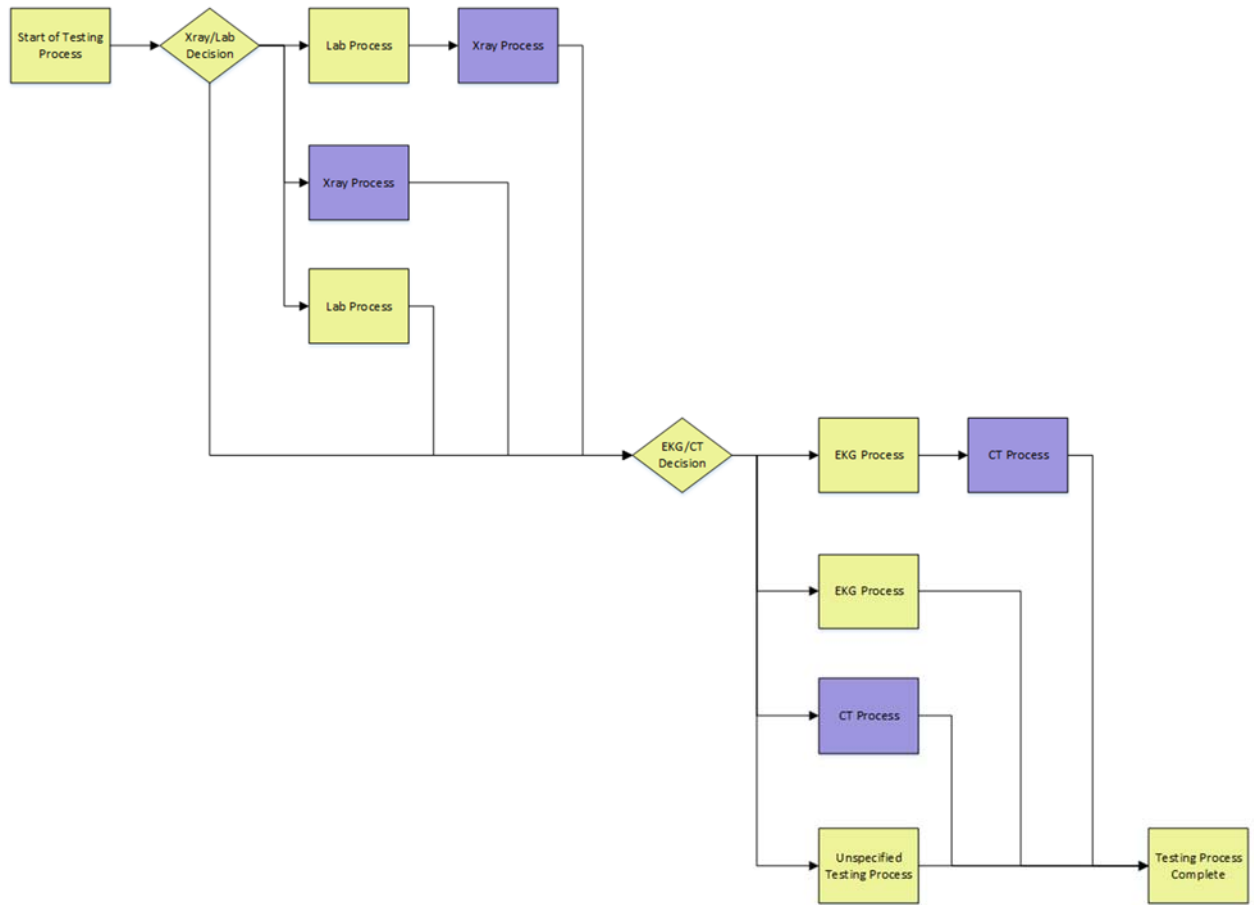 Start of Testing
Process
Xray/Lab
Decision
Lab Process
Xray Process
Xray Process
Lab Process
EKG/CT
Decision
EKG Process
CT Process
EKG Process
CT Process
Unspecified
Testing Process
Testing Process
Complete